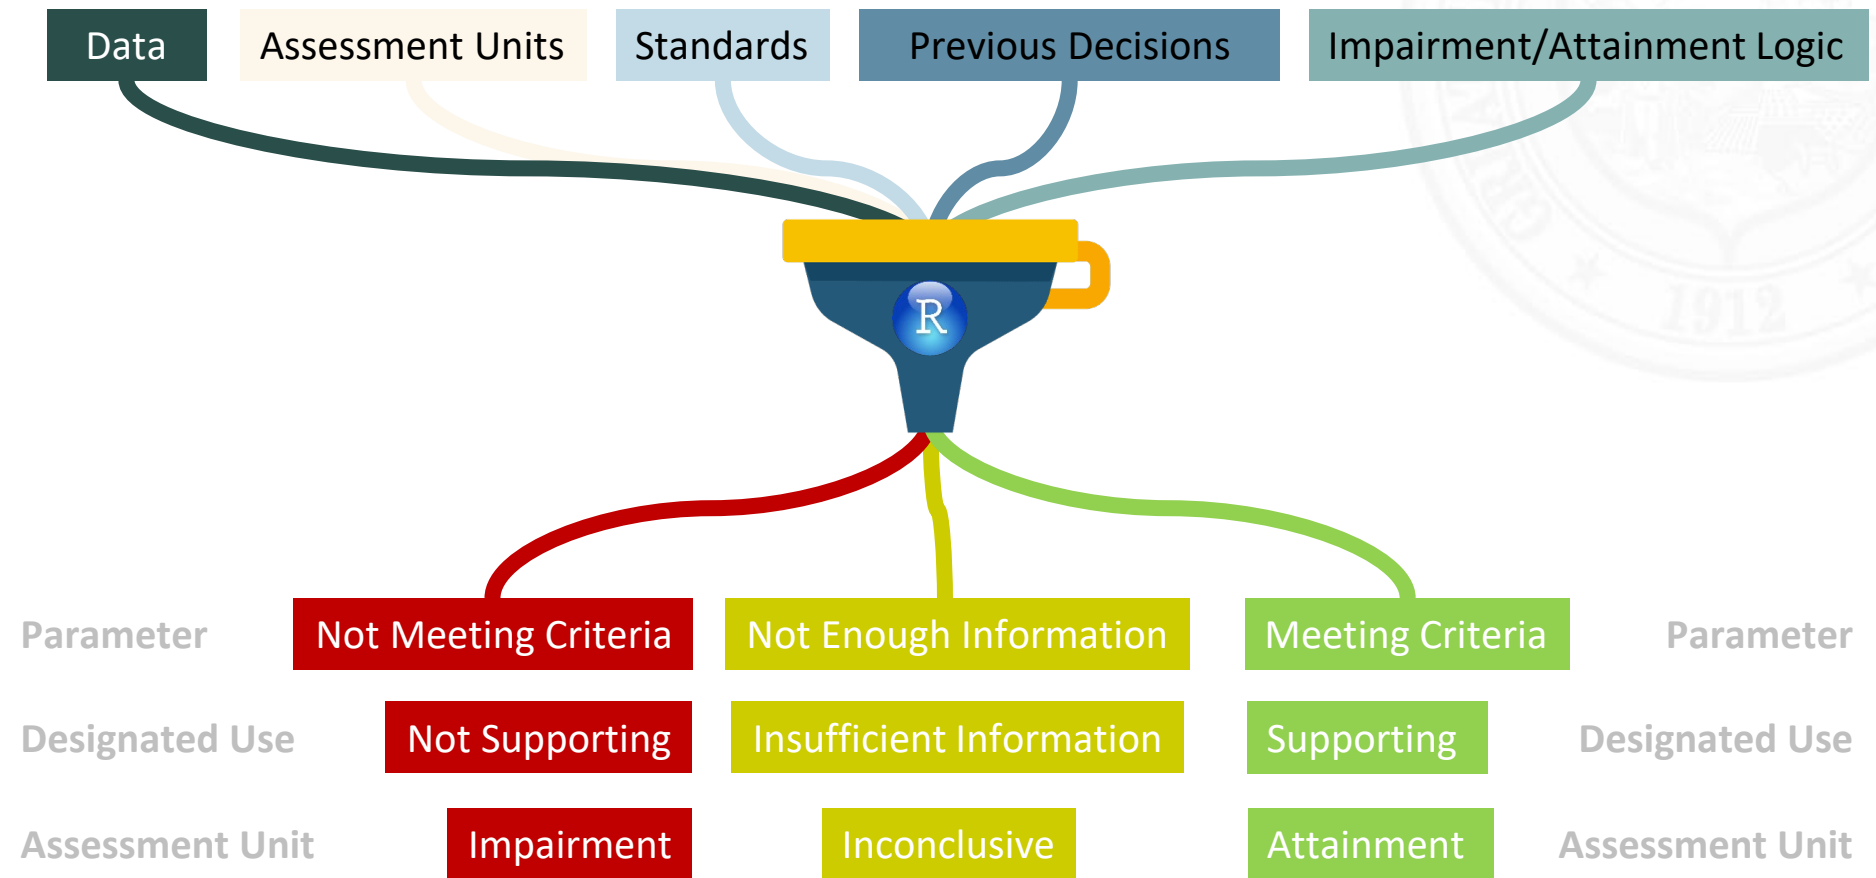 Data
Assessment Units
Standards
Previous Decisions
Impairment/Attainment Logic
1912
R
Parameter
Not Meeting Criteria
Not Enough Information
Meeting Criteria
Parameter
Designated Use
Not Supporting
Insufficient Information
Supporting
Designated Use
Assessment Unit
Impairment
Inconclusive
Attainment
Assessment Unit